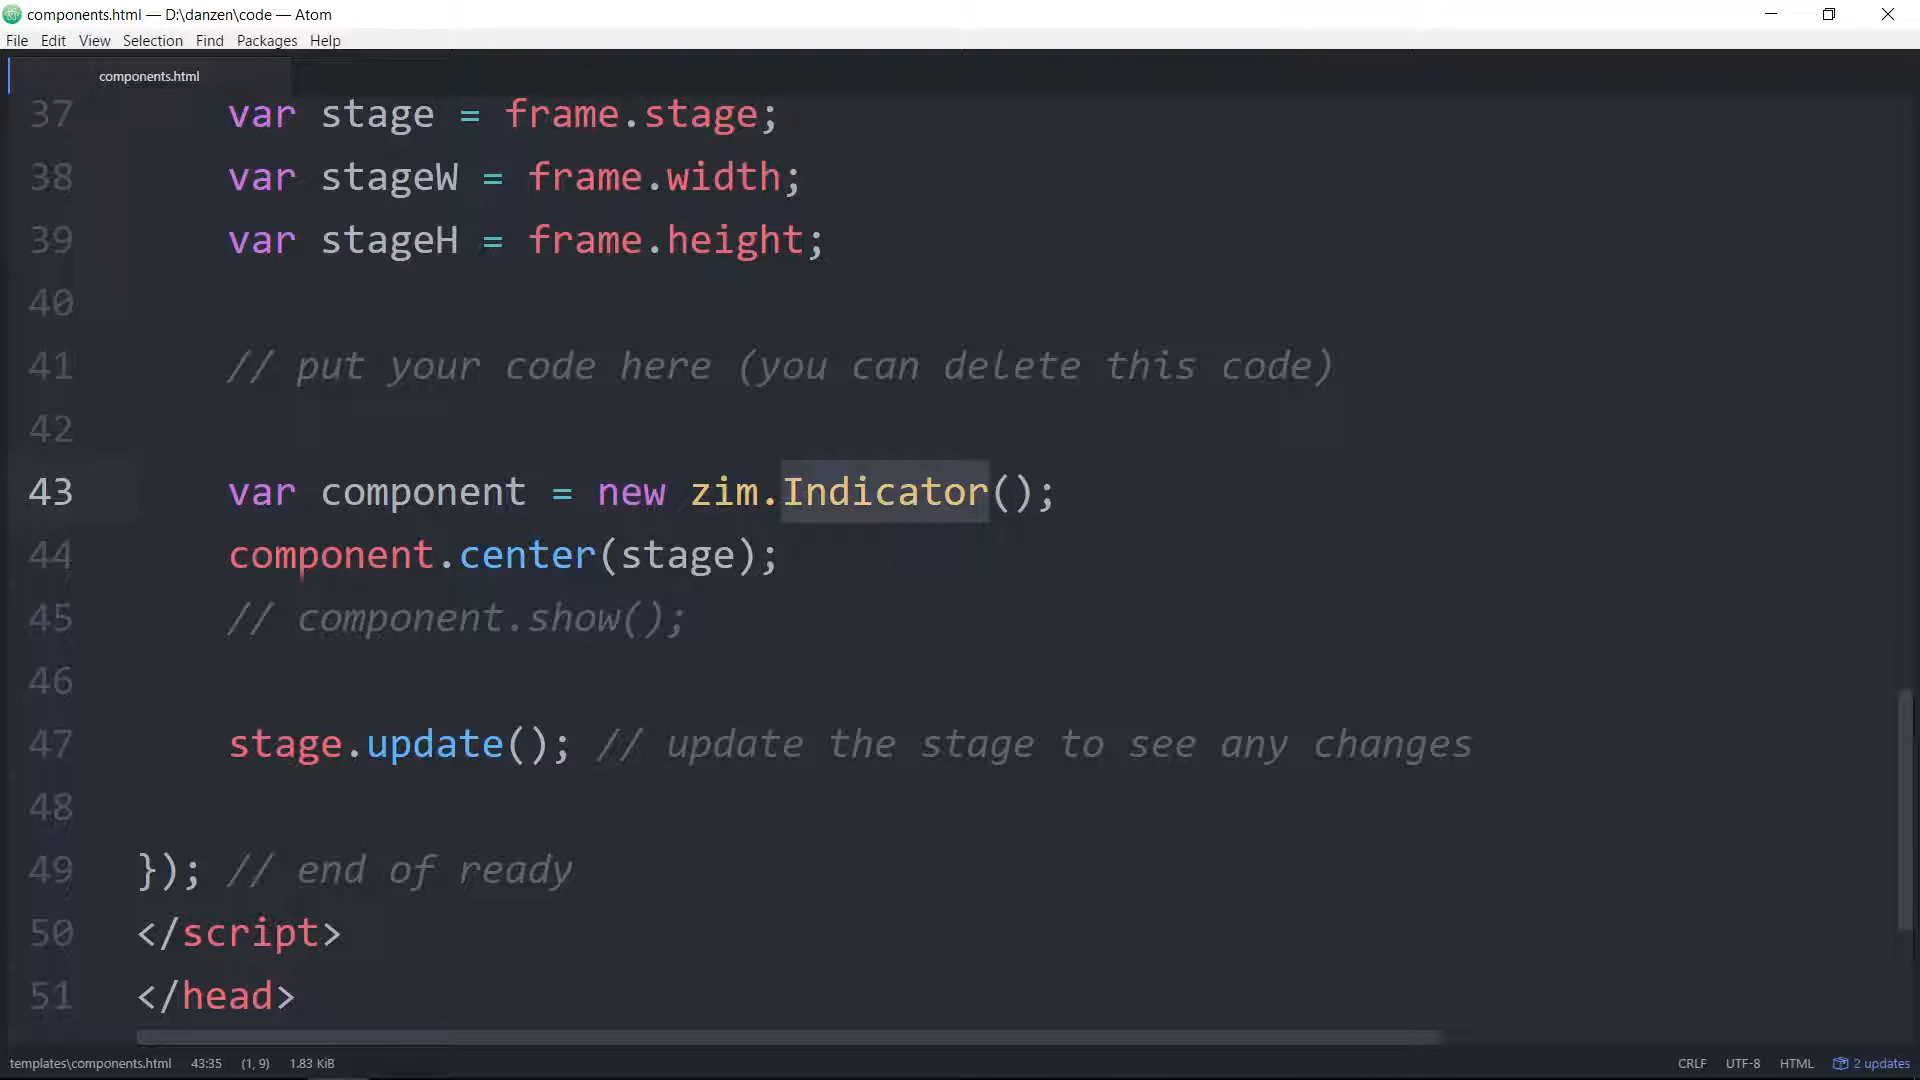 components.html — D:\danzen\code — Atom
File Edit View Selection Find Packages Help
components.html
37 var stage = frame.stage;
38 var stageW = frame.width;
39 var stageH = frame.height;
40
41 // put your code here (you can delete this code)
42
43 var component = new zim.Indicator();
44 component.center(stage);
45 // component.show();
46
47 stage.update(); // update the stage to see any changes
48
49 }); // end of ready
50 </script>
51 </head>
templates\components.html 43:35 (1, 9) 1.83 KiB CRLF UTF-8 HTML 2 updates